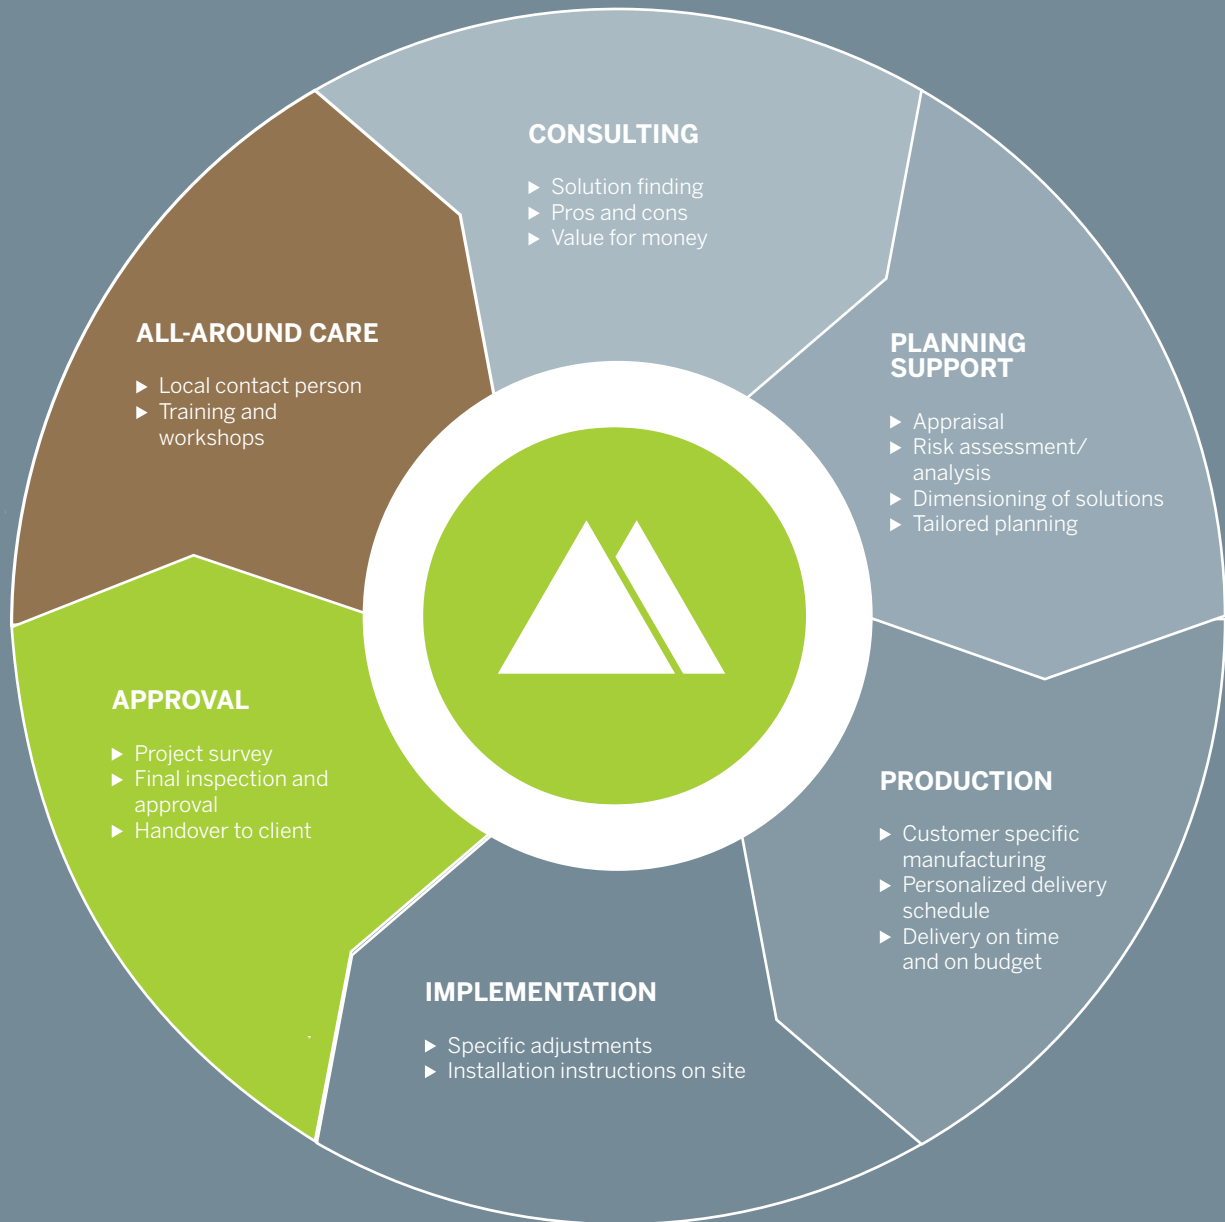 CONSULTING
▶ Solution finding
▶ Pros and cons
▶ Value for money
PLANNING
SUPPORT
▶ Appraisal
▶ Risk assessment/
analysis
▶ Dimensioning of solutions
▶ Tailored planning
PRODUCTION
▶ Customer specific
manufacturing
▶ Personalized delivery
schedule
▶ Delivery on time
and on budget
IMPLEMENTATION
▶ Specific adjustments
▶ Installation instructions on site
APPROVAL
▶ Project survey
▶ Final inspection and
approval
▶ Handover to client
ALL-AROUND CARE
▶ Local contact person
▶ Training and
workshops